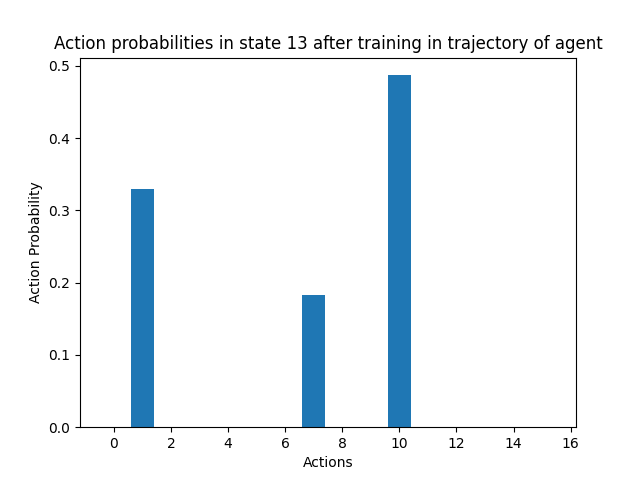 Action probabilities in state 13 after training in trajectory of agent
0.5
0.4
0.3
0.2
0.1
0.0
Action Probability
0 2 4 6 8 10 12 14 16
Actions